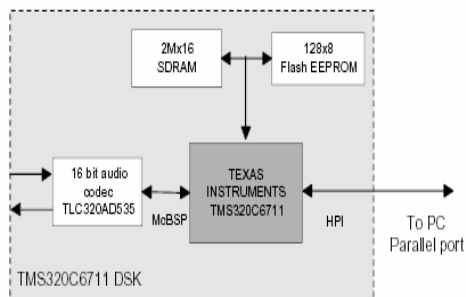 2Mx16
SDRAM
128x8
Flash EEPROM
16 bit audio
codec
TLC320AD535
McBSP
TEXAS
INSTRUMENTS
TMS320C6711
HPI
To PC
Parallel port
TMS320C6711 DSK